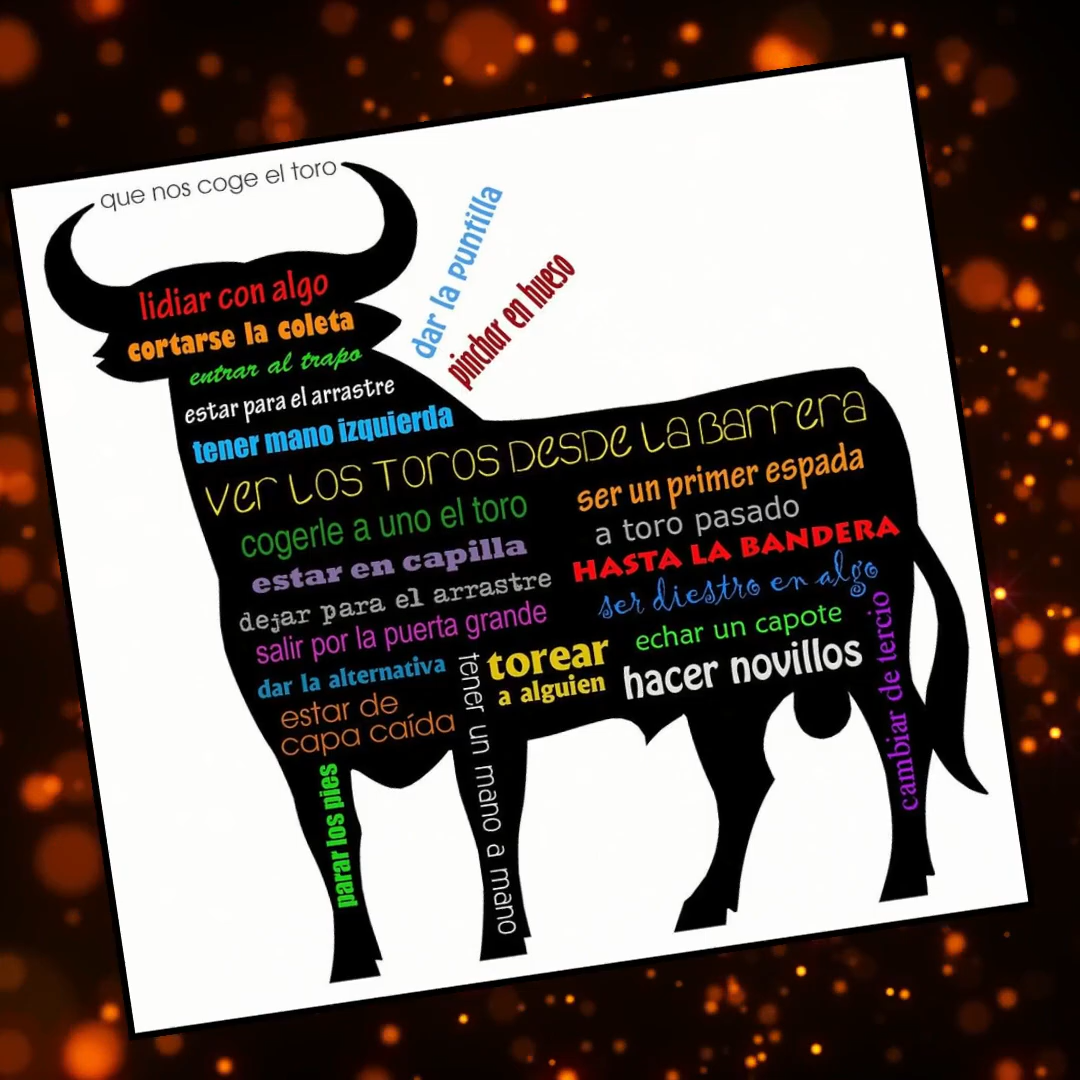 que nos coge el toro
dar la puntilla
pinchar en hueso
lidiar con algo
cortarse la coleta
entrar al trapo
estar para el arrastre
tener mano izquierda
ver los toros desde la barrera
cogerle a uno el toro
estar en capilla
dejar para el arrastre
salir por la puerta grande
dar la alternativa
estar de
capa caída
parar los pies
tener un mano a mano
torear
a alguien
ser un primer espada
a toro pasado
HASTA LA BANDERA
ser diestro en algo
echar un capote
hacer novillos
cambiar de tercio